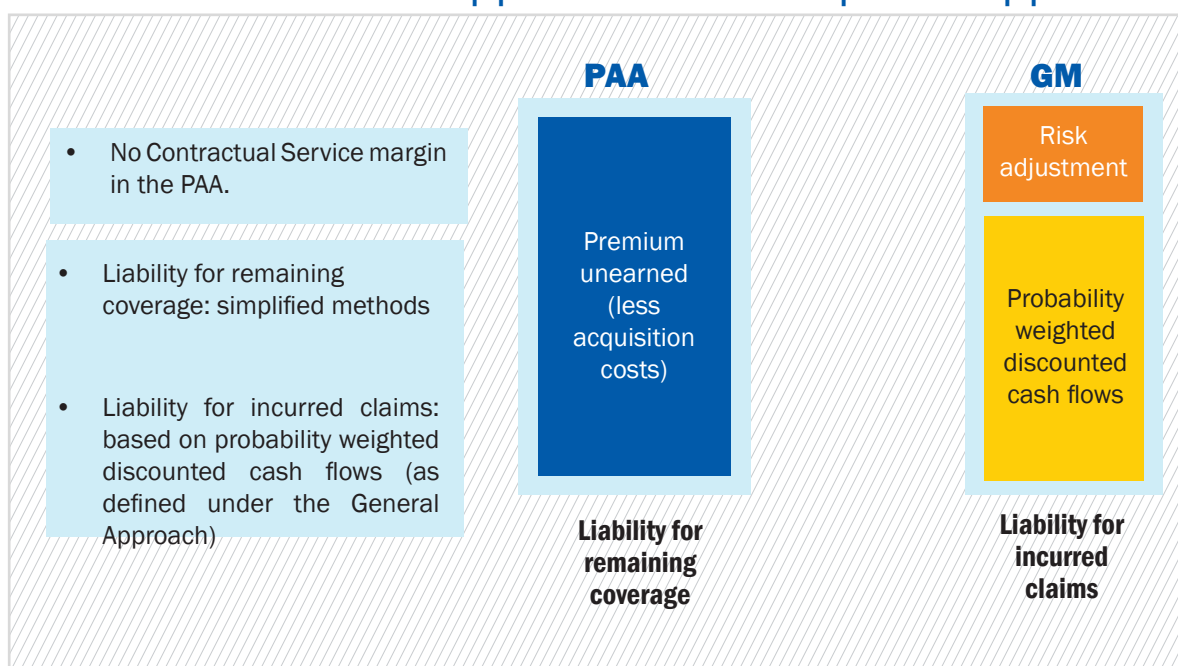 PAA
GM
• No Contractual Service margin
in the PAA.
• Liability for remaining
coverage: simplified methods
• Liability for incurred claims:
based on probability weighted
discounted cash flows (as
defined under the General
Approach)
Premium
unearned
(less
acquisition
costs)
Liability for
remaining
coverage
Risk
adjustment
Probability
weighted
discounted
cash flows
Liability for
incurred
claims